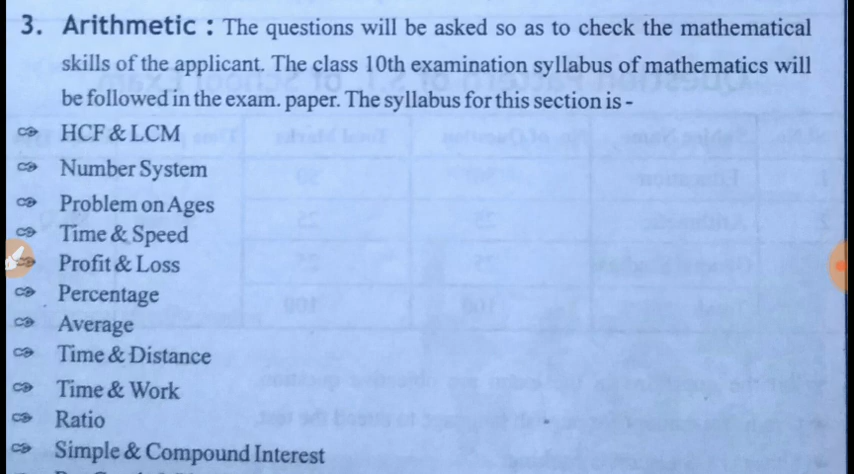 3. Arithmetic : The questions will be asked so as to check the mathematical
skills of the applicant. The class 10th examination syllabus of mathematics will
be followed in the exam. paper. The syllabus for this section is -
HCF & LCM
Number System
Problem on Ages
Time & Speed
Profit & Loss
Percentage
Average
Time & Distance
Time & Work
Ratio
Simple & Compound Interest